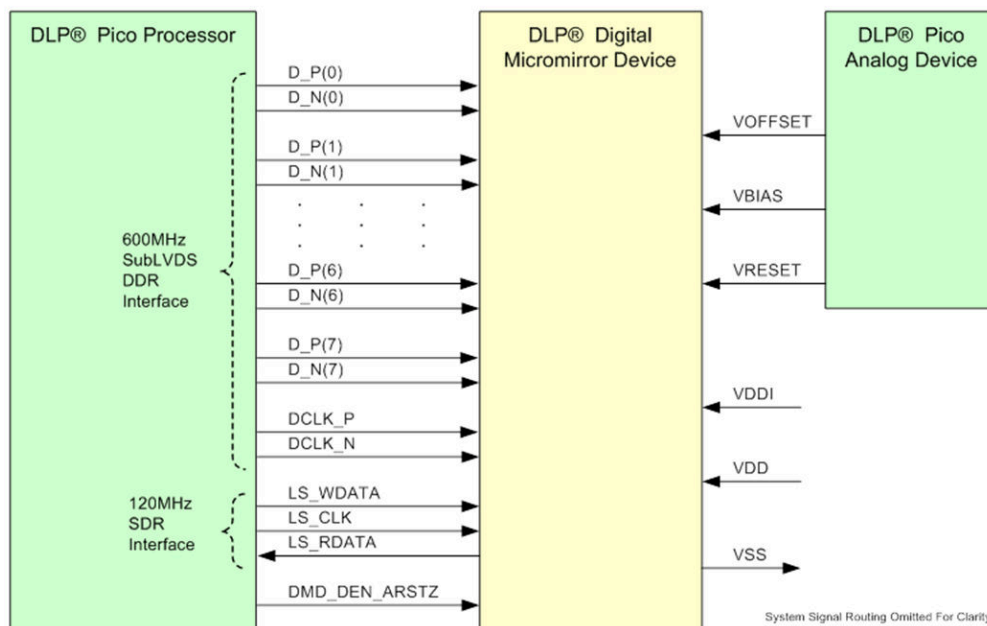 DLP® Pico Processor
600MHz
SubLVDS
DDR
Interface
120MHz
SDR
Interface
D_P(0)
D_N(0)
D_P(1)
D_N(1)
. . .
. . .
. . .
D_P(6)
D_N(6)
D_P(7)
D_N(7)
DCLK_P
DCLK_N
LS_WDATA
LS_CLK
LS_RDATA
DMD_DEN_ARSTZ
DLP® Digital
Micromirror Device
DLP® Pico
Analog Device
VOFFSET
VBIAS
VRESET
VDDI
VDD
VSS
System Signal Routing Omitted For Clarity